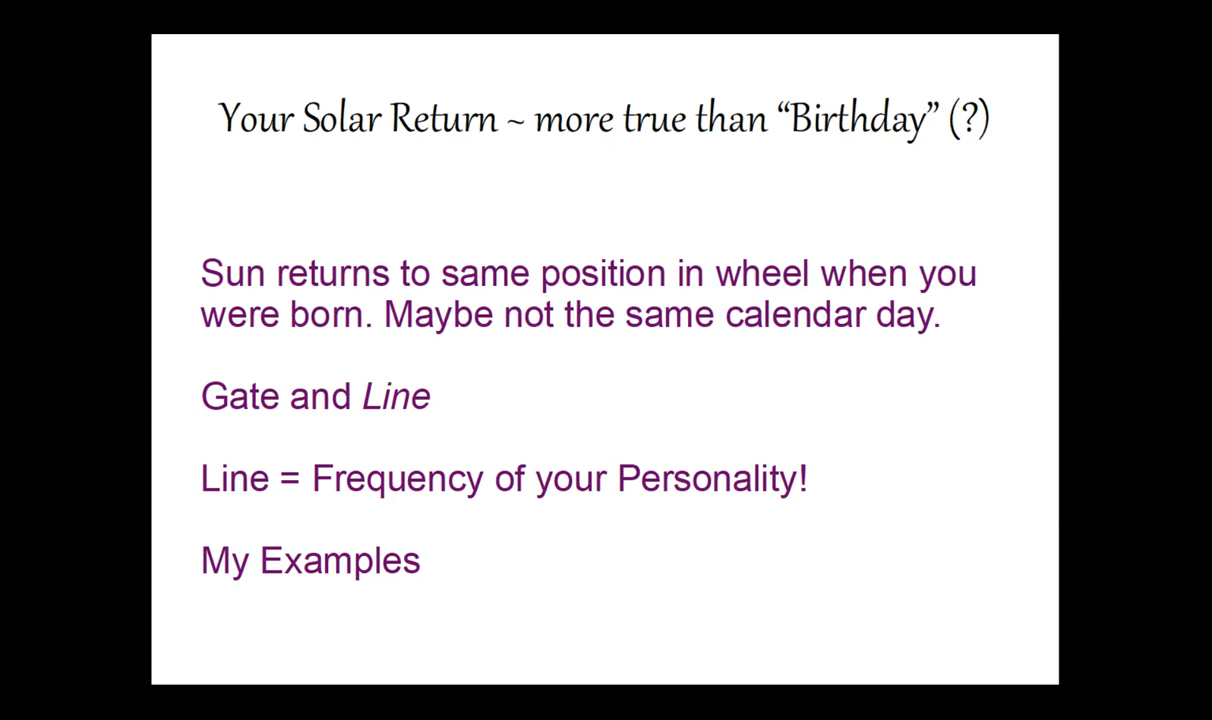 Your Solar Return ~ more true than “Birthday” (?)
Sun returns to same position in wheel when you
were born. Maybe not the same calendar day.
Gate and Line
Line = Frequency of your Personality!
My Examples